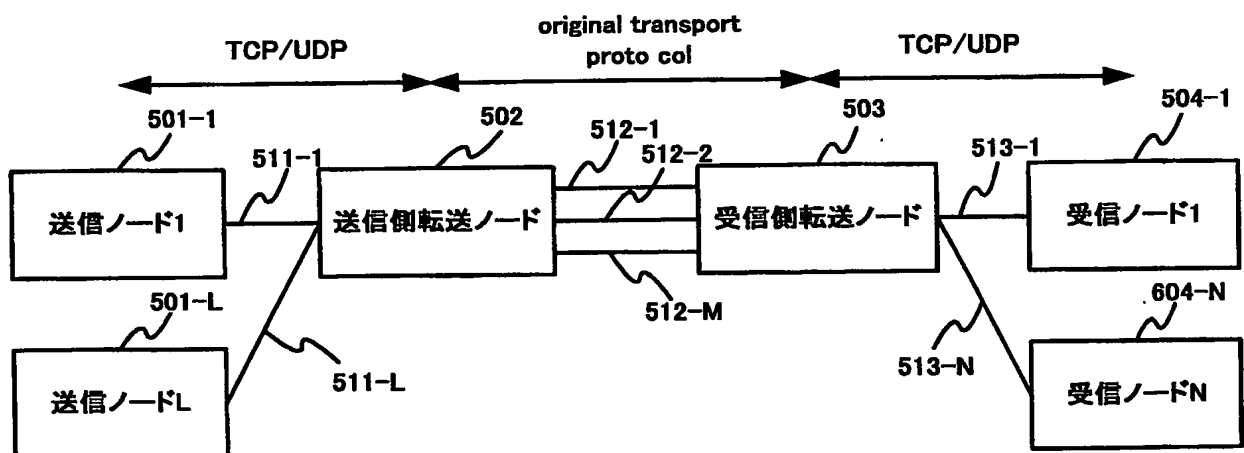 TCP/UDP
original transport
proto col
TCP/UDP
501-1
511-1
502
512-1
512-2
503
513-1
504-1
送信ノード1
送信側転送ノード
受信側転送ノード
受信ノード1
501-L
511-L
512-M
513-N
604-N
送信ノードL
受信ノードN